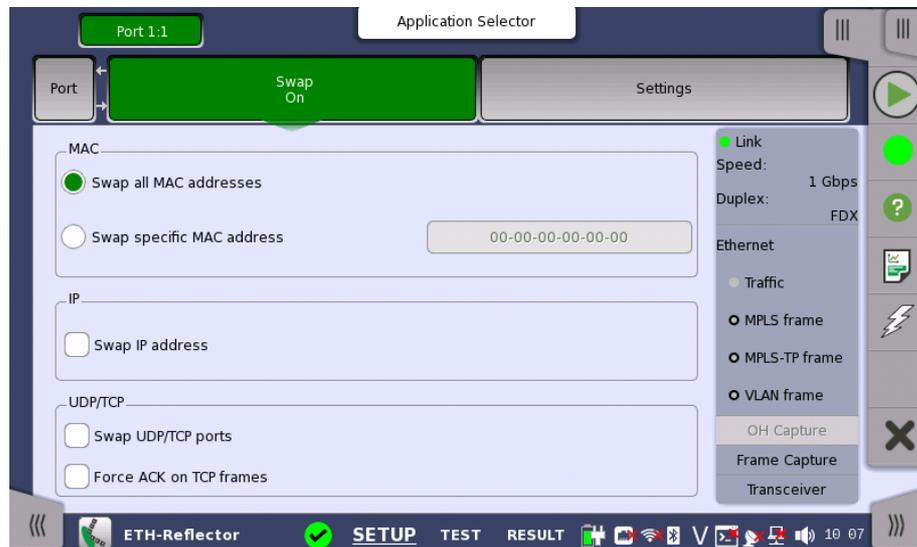 Application Selector
Port 1:1
Port
Swap
On
Settings
MAC
Swap all MAC addresses
Swap specific MAC address
00-00-00-00-00-00
IP
Swap IP address
UDP/TCP
Swap UDP/TCP ports
Force ACK on TCP frames
Link
Speed:
1 Gbps
Duplex:
FDX
Ethernet
Traffic
MPLS frame
MPLS-TP frame
VLAN frame
OH Capture
Frame Capture
Transceiver
ETH-Reflector
SETUP TEST RESULT V 10 07